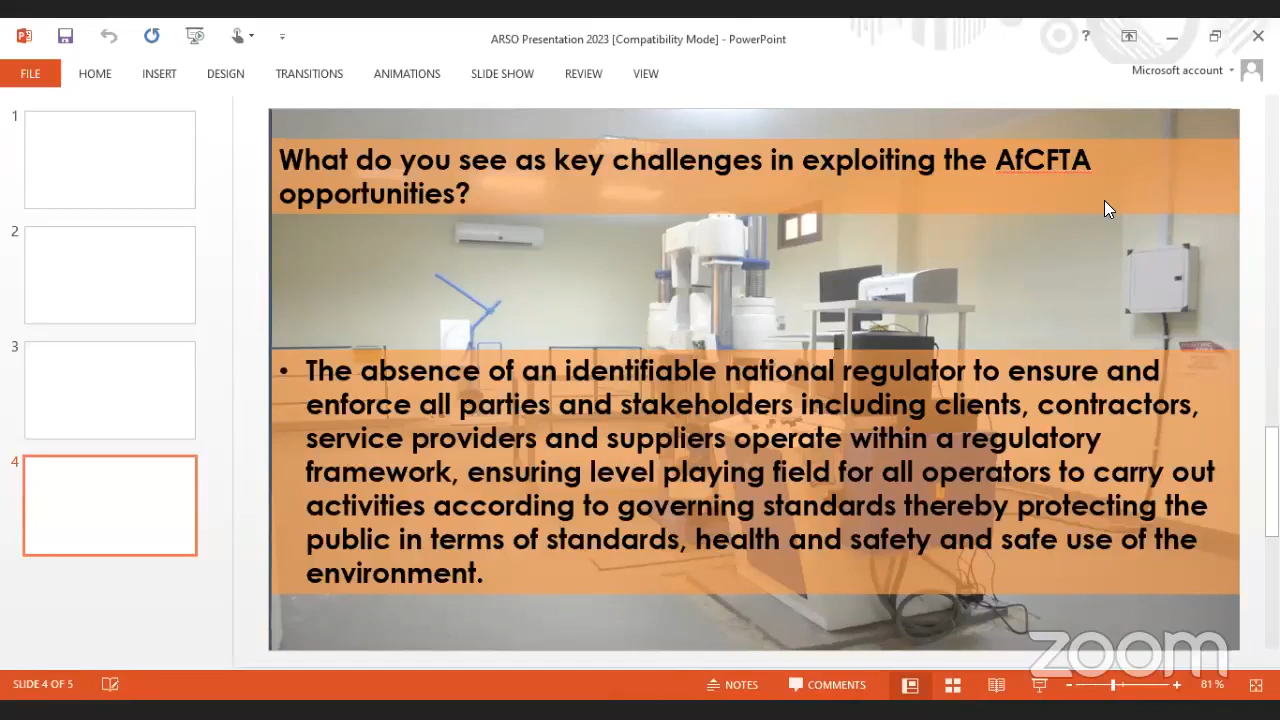 ARSO Presentation 2023 [Compatibility Mode] - PowerPoint
?
FILE HOME INSERT DESIGN TRANSITIONS ANIMATIONS SLIDE SHOW REVIEW VIEW
Microsoft account
1
2
3
4
What do you see as key challenges in exploiting the AfCFTA
opportunities?
• The absence of an identifiable national regulator to ensure and
enforce all parties and stakeholders including clients, contractors,
service providers and suppliers operate within a regulatory
framework, ensuring level playing field for all operators to carry out
activities according to governing standards thereby protecting the
public in terms of standards, health and safety and safe use of the
environment.
zoom
SLIDE 4 OF 5 NOTES COMMENTS 81%